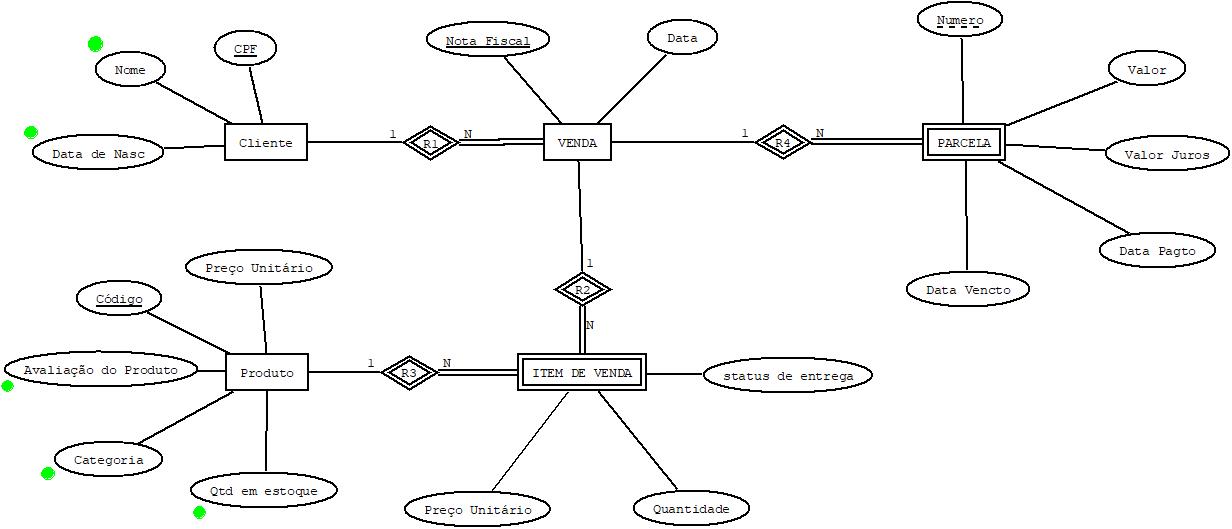 Numero
Nota Fiscal
Data
CPF
Nome
Valor
Cliente
1
R1
N
VENDA
1
R4
N
PARCELA
Data de Nasc
Valor Juros
Data Pagto
Preço Unitário
1
Código
R2
Data Vencto
N
Avaliação do Produto
Produto
1
R3
N
ITEM DE VENDA
status de entrega
Categoria
Qtd em estoque
Preço Unitário
Quantidade